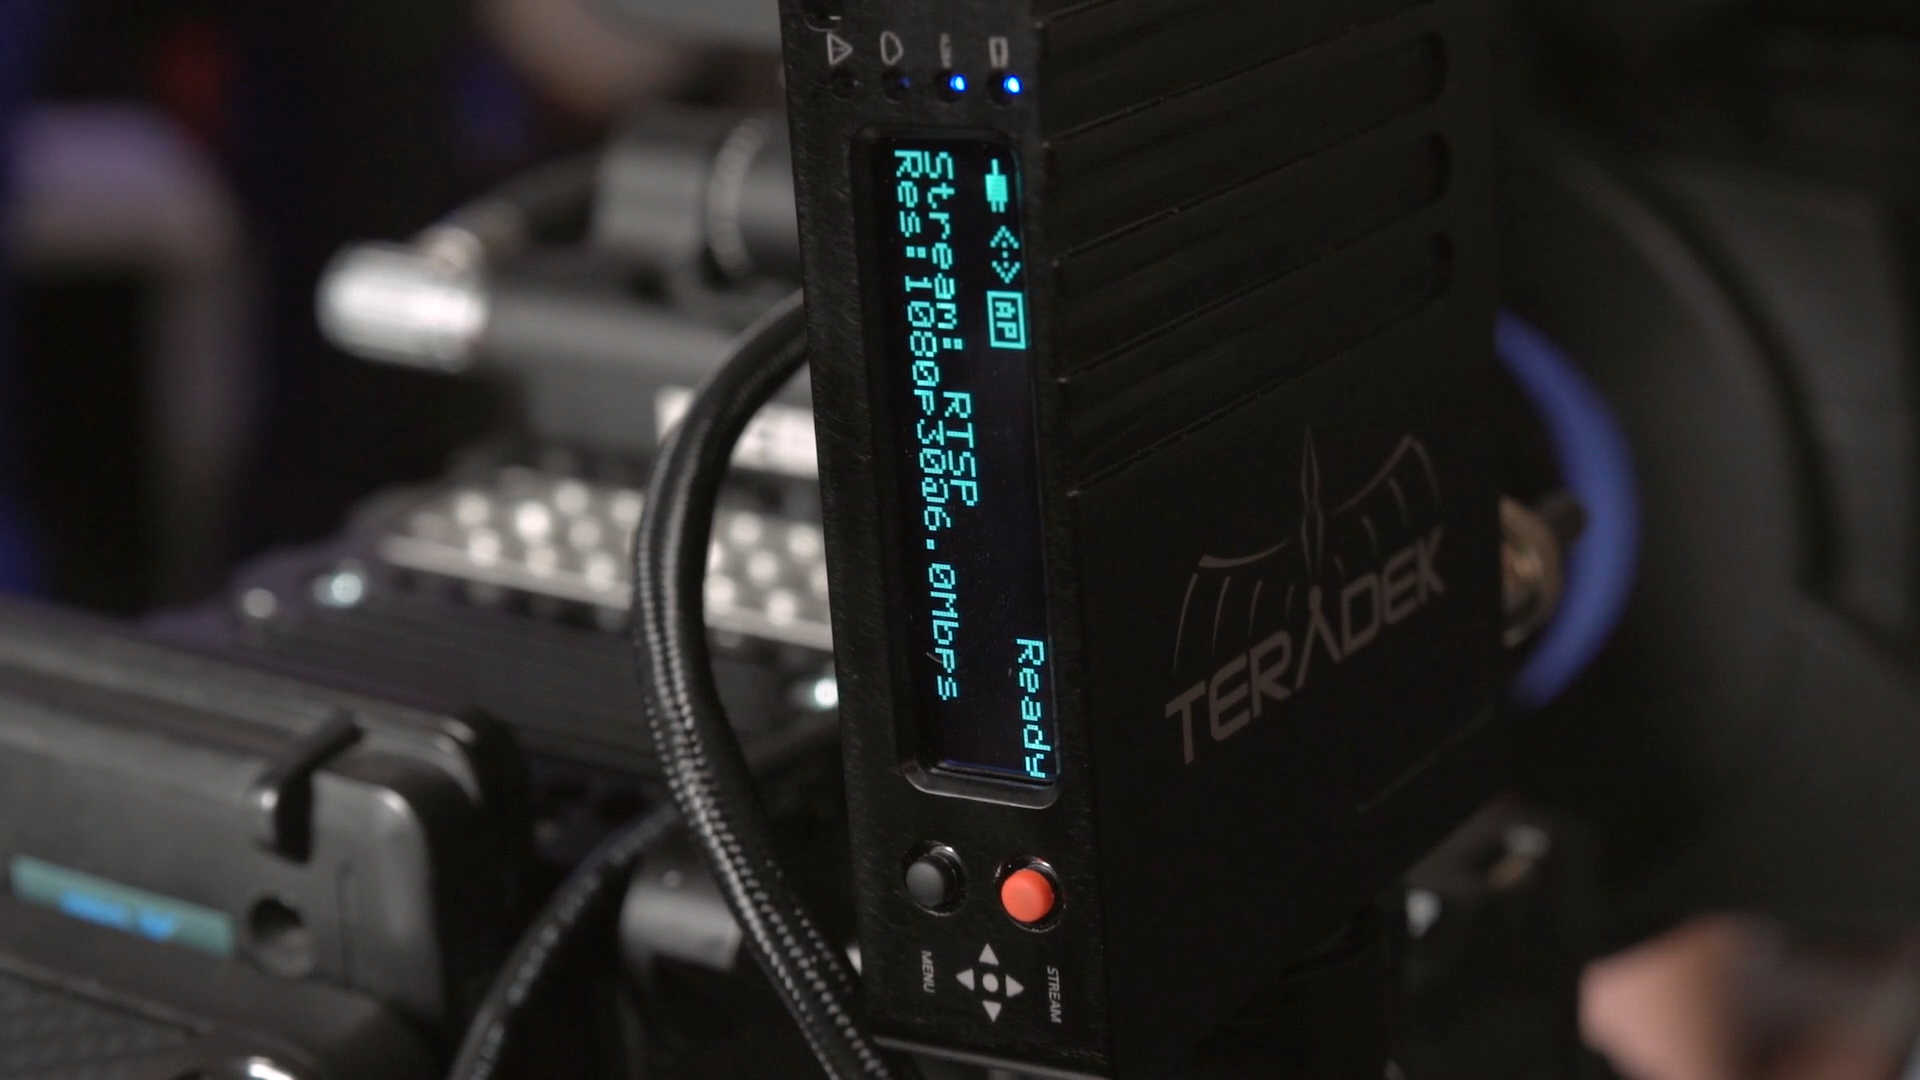 AP Ready
Stream: RTSP
Res:1080p30@6.0Mbps
STREAM
MENU
TERADEK